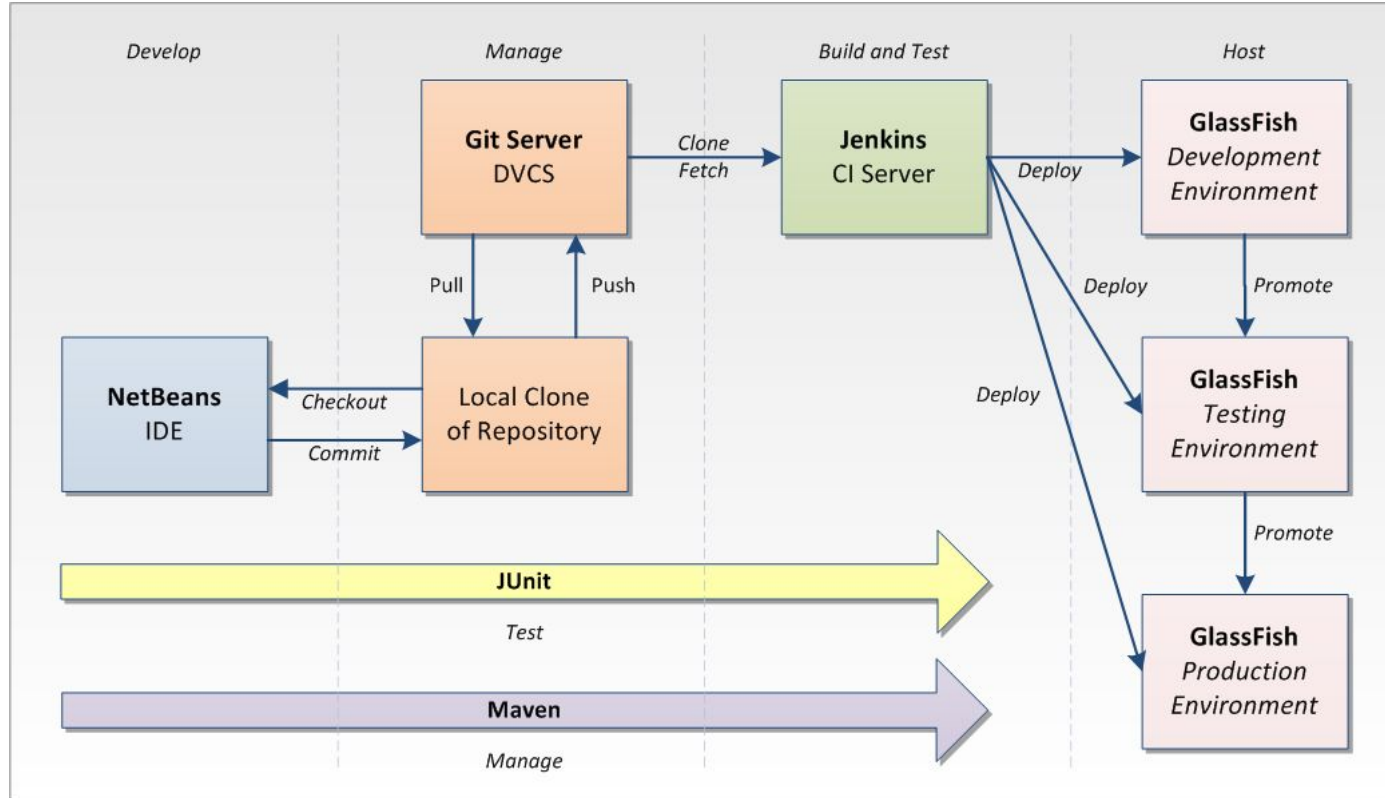 Develop
Manage
Build and Test
Host
Git Server
DVCS
Clone
Fetch
Jenkins
CI Server
Deploy
GlassFish
Development
Environment
Pull
Push
Deploy
Promote
NetBeans
IDE
Checkout
Commit
Local Clone
of Repository
Deploy
GlassFish
Testing
Environment
Promote
JUnit
Test
GlassFish
Production
Environment
Maven
Manage